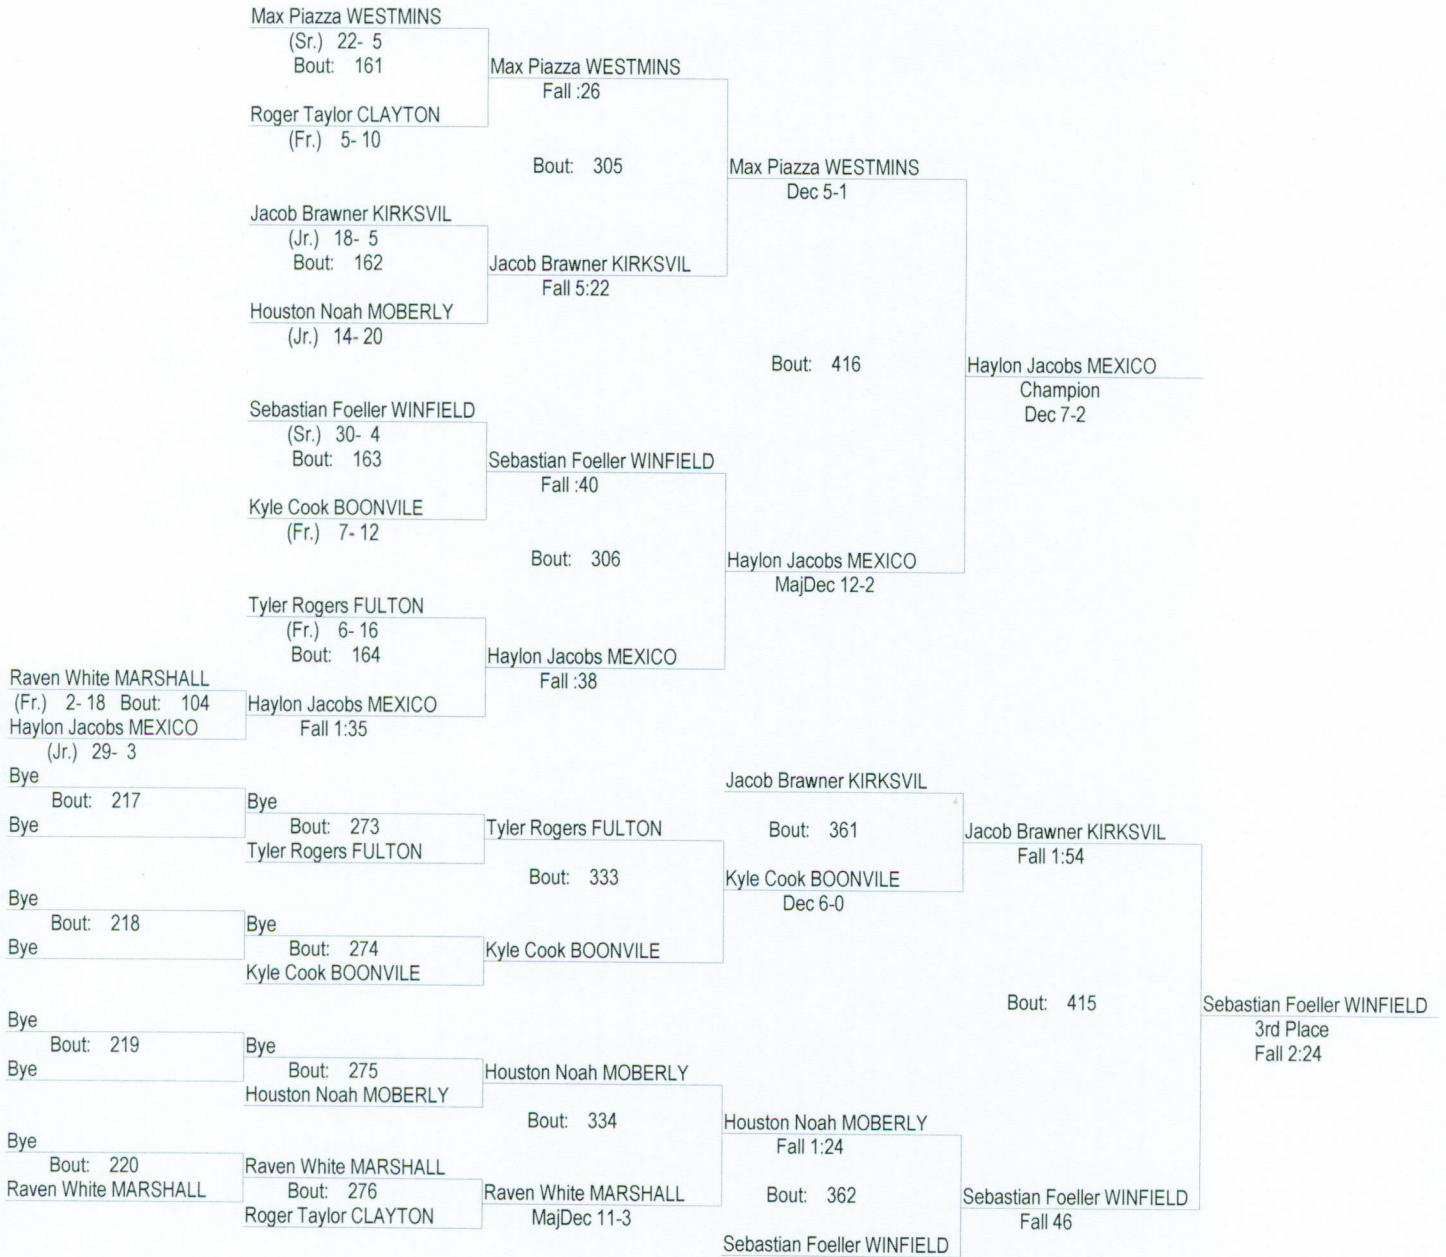 Max Piazza WESTMINS
(Sr.) 22- 5
Bout: 161
Max Piazza WESTMINS
Fall :26
Roger Taylor CLAYTON
(Fr.) 5- 10
Bout: 305
Max Piazza WESTMINS
Dec 5-1
Jacob Brawner KIRKSVIL
(Jr.) 18- 5
Bout: 162
Jacob Brawner KIRKSVIL
Fall 5:22
Houston Noah MOBERLY
(Jr.) 14- 20
Bout: 416
Haylon Jacobs MEXICO
Champion
Dec 7-2
Sebastian Foeller WINFIELD
(Sr.) 30- 4
Bout: 163
Sebastian Foeller WINFIELD
Fall :40
Kyle Cook BOONVILE
(Fr.) 7- 12
Bout: 306
Haylon Jacobs MEXICO
MajDec 12-2
Tyler Rogers FULTON
(Fr.) 6- 16
Bout: 164
Haylon Jacobs MEXICO
Fall :38
Raven White MARSHALL
(Fr.) 2- 18 Bout: 104
Haylon Jacobs MEXICO
(Jr.) 29- 3
Haylon Jacobs MEXICO
Fall 1:35
Bye
Bout: 217
Bye
Bye
Bout: 273
Tyler Rogers FULTON
Tyler Rogers FULTON
Bout: 333
Jacob Brawner KIRKSVIL
Bout: 361
Kyle Cook BOONVILE
Dec 6-0
Jacob Brawner KIRKSVIL
Fall 1:54
Bye
Bout: 218
Bye
Bye
Bout: 274
Kyle Cook BOONVILE
Kyle Cook BOONVILE
Bout: 415
Sebastian Foeller WINFIELD
3rd Place
Fall 2:24
Bye
Bout: 219
Bye
Bye
Bout: 275
Houston Noah MOBERLY
Houston Noah MOBERLY
Bout: 334
Houston Noah MOBERLY
Fall 1:24
Bye
Bout: 220
Raven White MARSHALL
Raven White MARSHALL
Bout: 276
Roger Taylor CLAYTON
Raven White MARSHALL
MajDec 11-3
Bout: 362
Sebastian Foeller WINFIELD
Fall 46
Sebastian Foeller WINFIELD